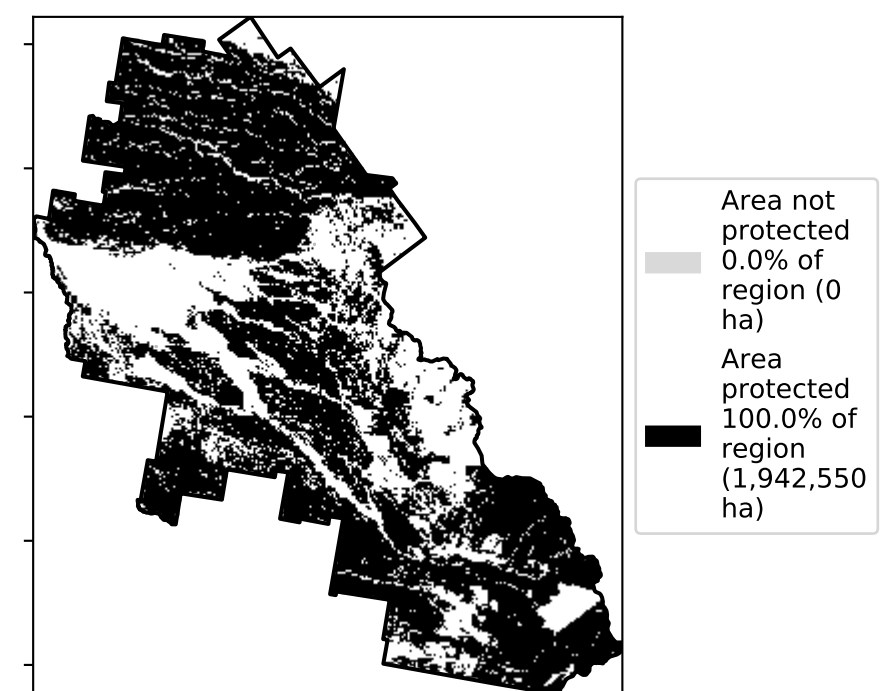 Area not
protected
0.0% of
region (0
ha)
Area
protected
100.0% of
region
(1,942,550
ha)